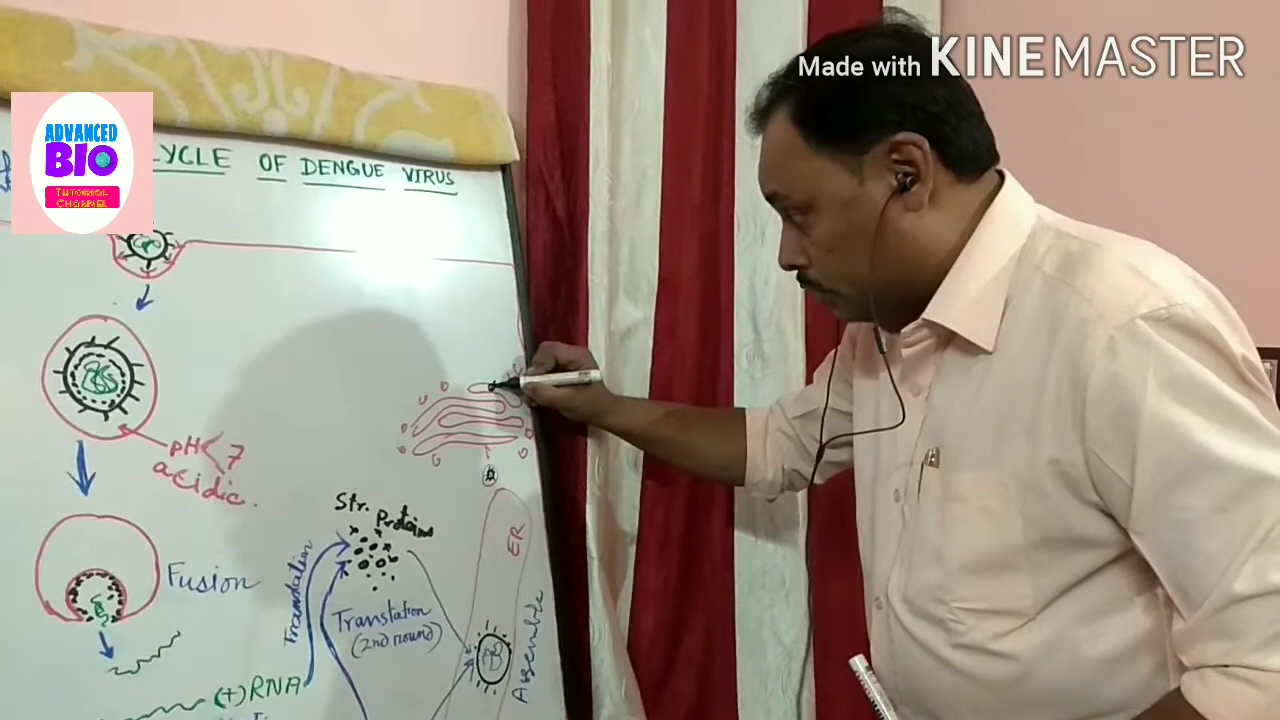 Made with KINEMASTER
ADVANCED
BIO
TUTORIAL
CHANNEL
CYCLE OF DENGUE VIRUS
pH < 7
acidic.
Str. Proteins
ER
Fusion
Translation
Translation
(2nd round)
Assemble
(+) RNA